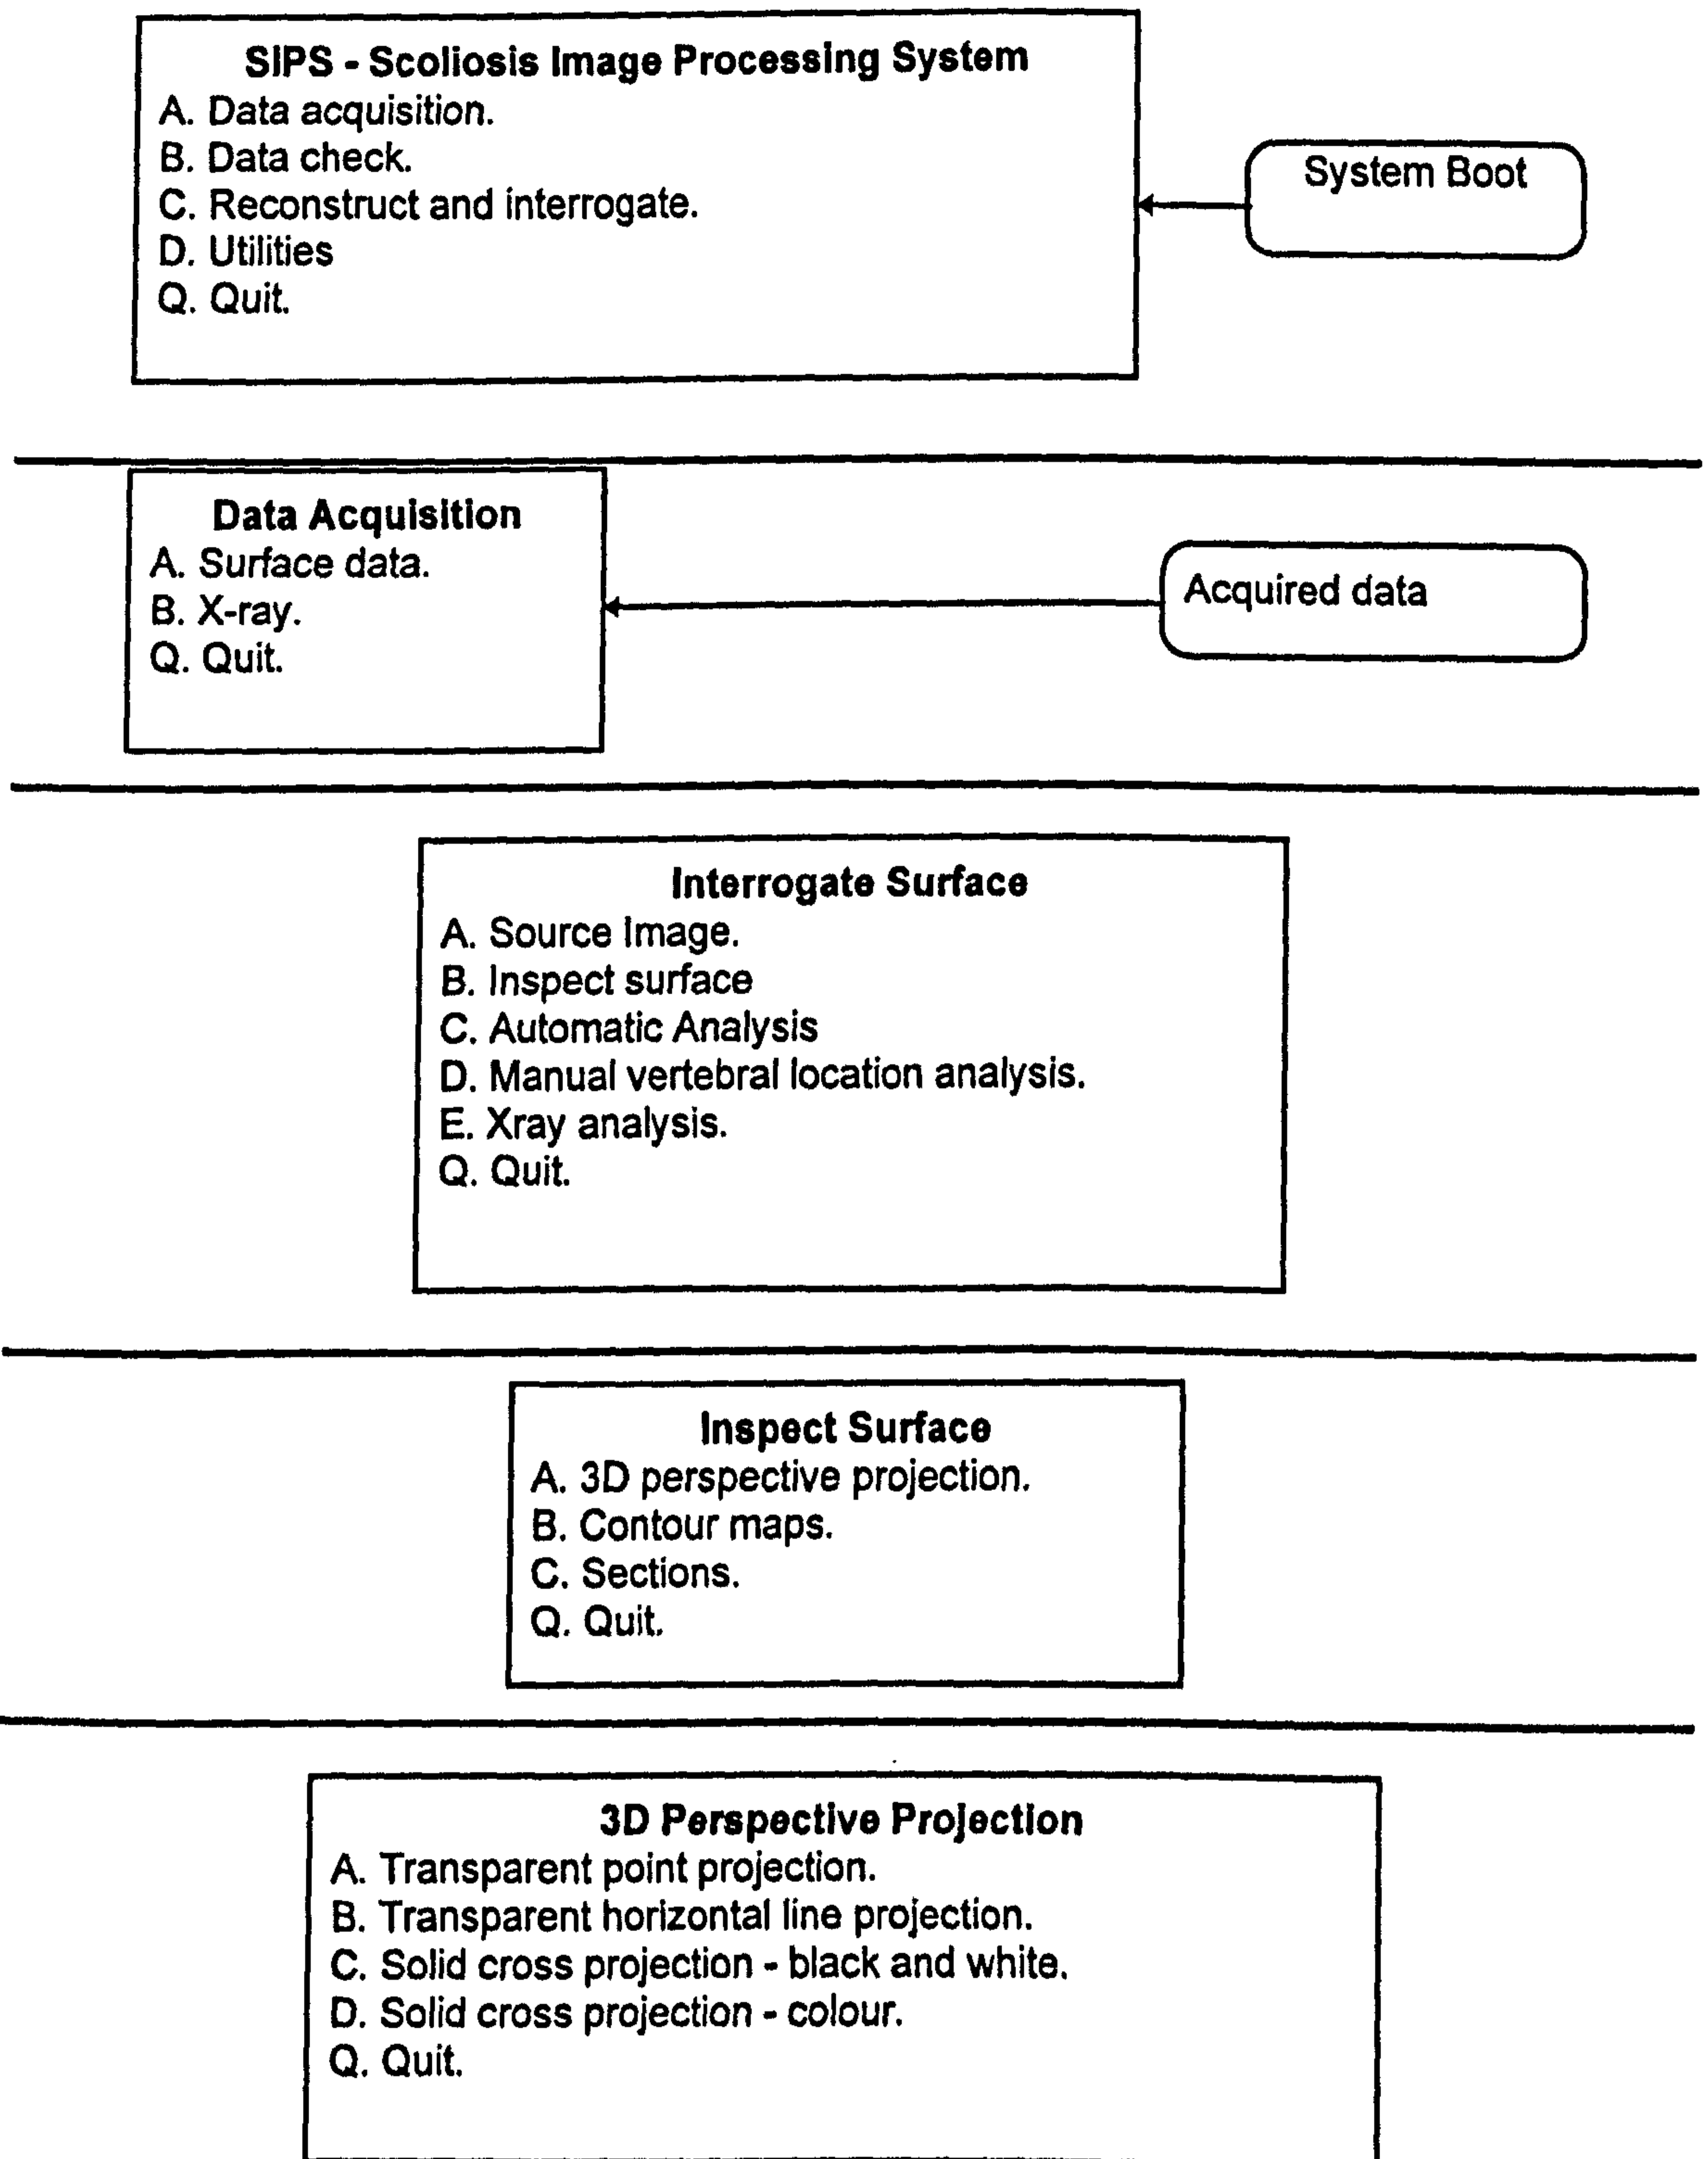 SIPS - Scoliosis Image Processing System
A. Data acquisition.
B. Data check.
C. Reconstruct and interrogate.
D. Utilities
Q. Quit.
System Boot
Data Acquisition
A. Surface data.
B. X-ray.
Q. Quit.
Acquired data
Interrogate Surface
A. Source Image.
B. Inspect surface
C. Automatic Analysis
D. Manual vertebral location analysis.
E. Xray analysis.
Q. Quit.
Inspect Surface
A. 3D perspective projection.
B. Contour maps.
C. Sections.
Q. Quit.
3D Perspective Projection
A. Transparent point projection.
B. Transparent horizontal line projection.
C. Solid cross projection - black and white.
D. Solid cross projection - colour.
Q. Quit.